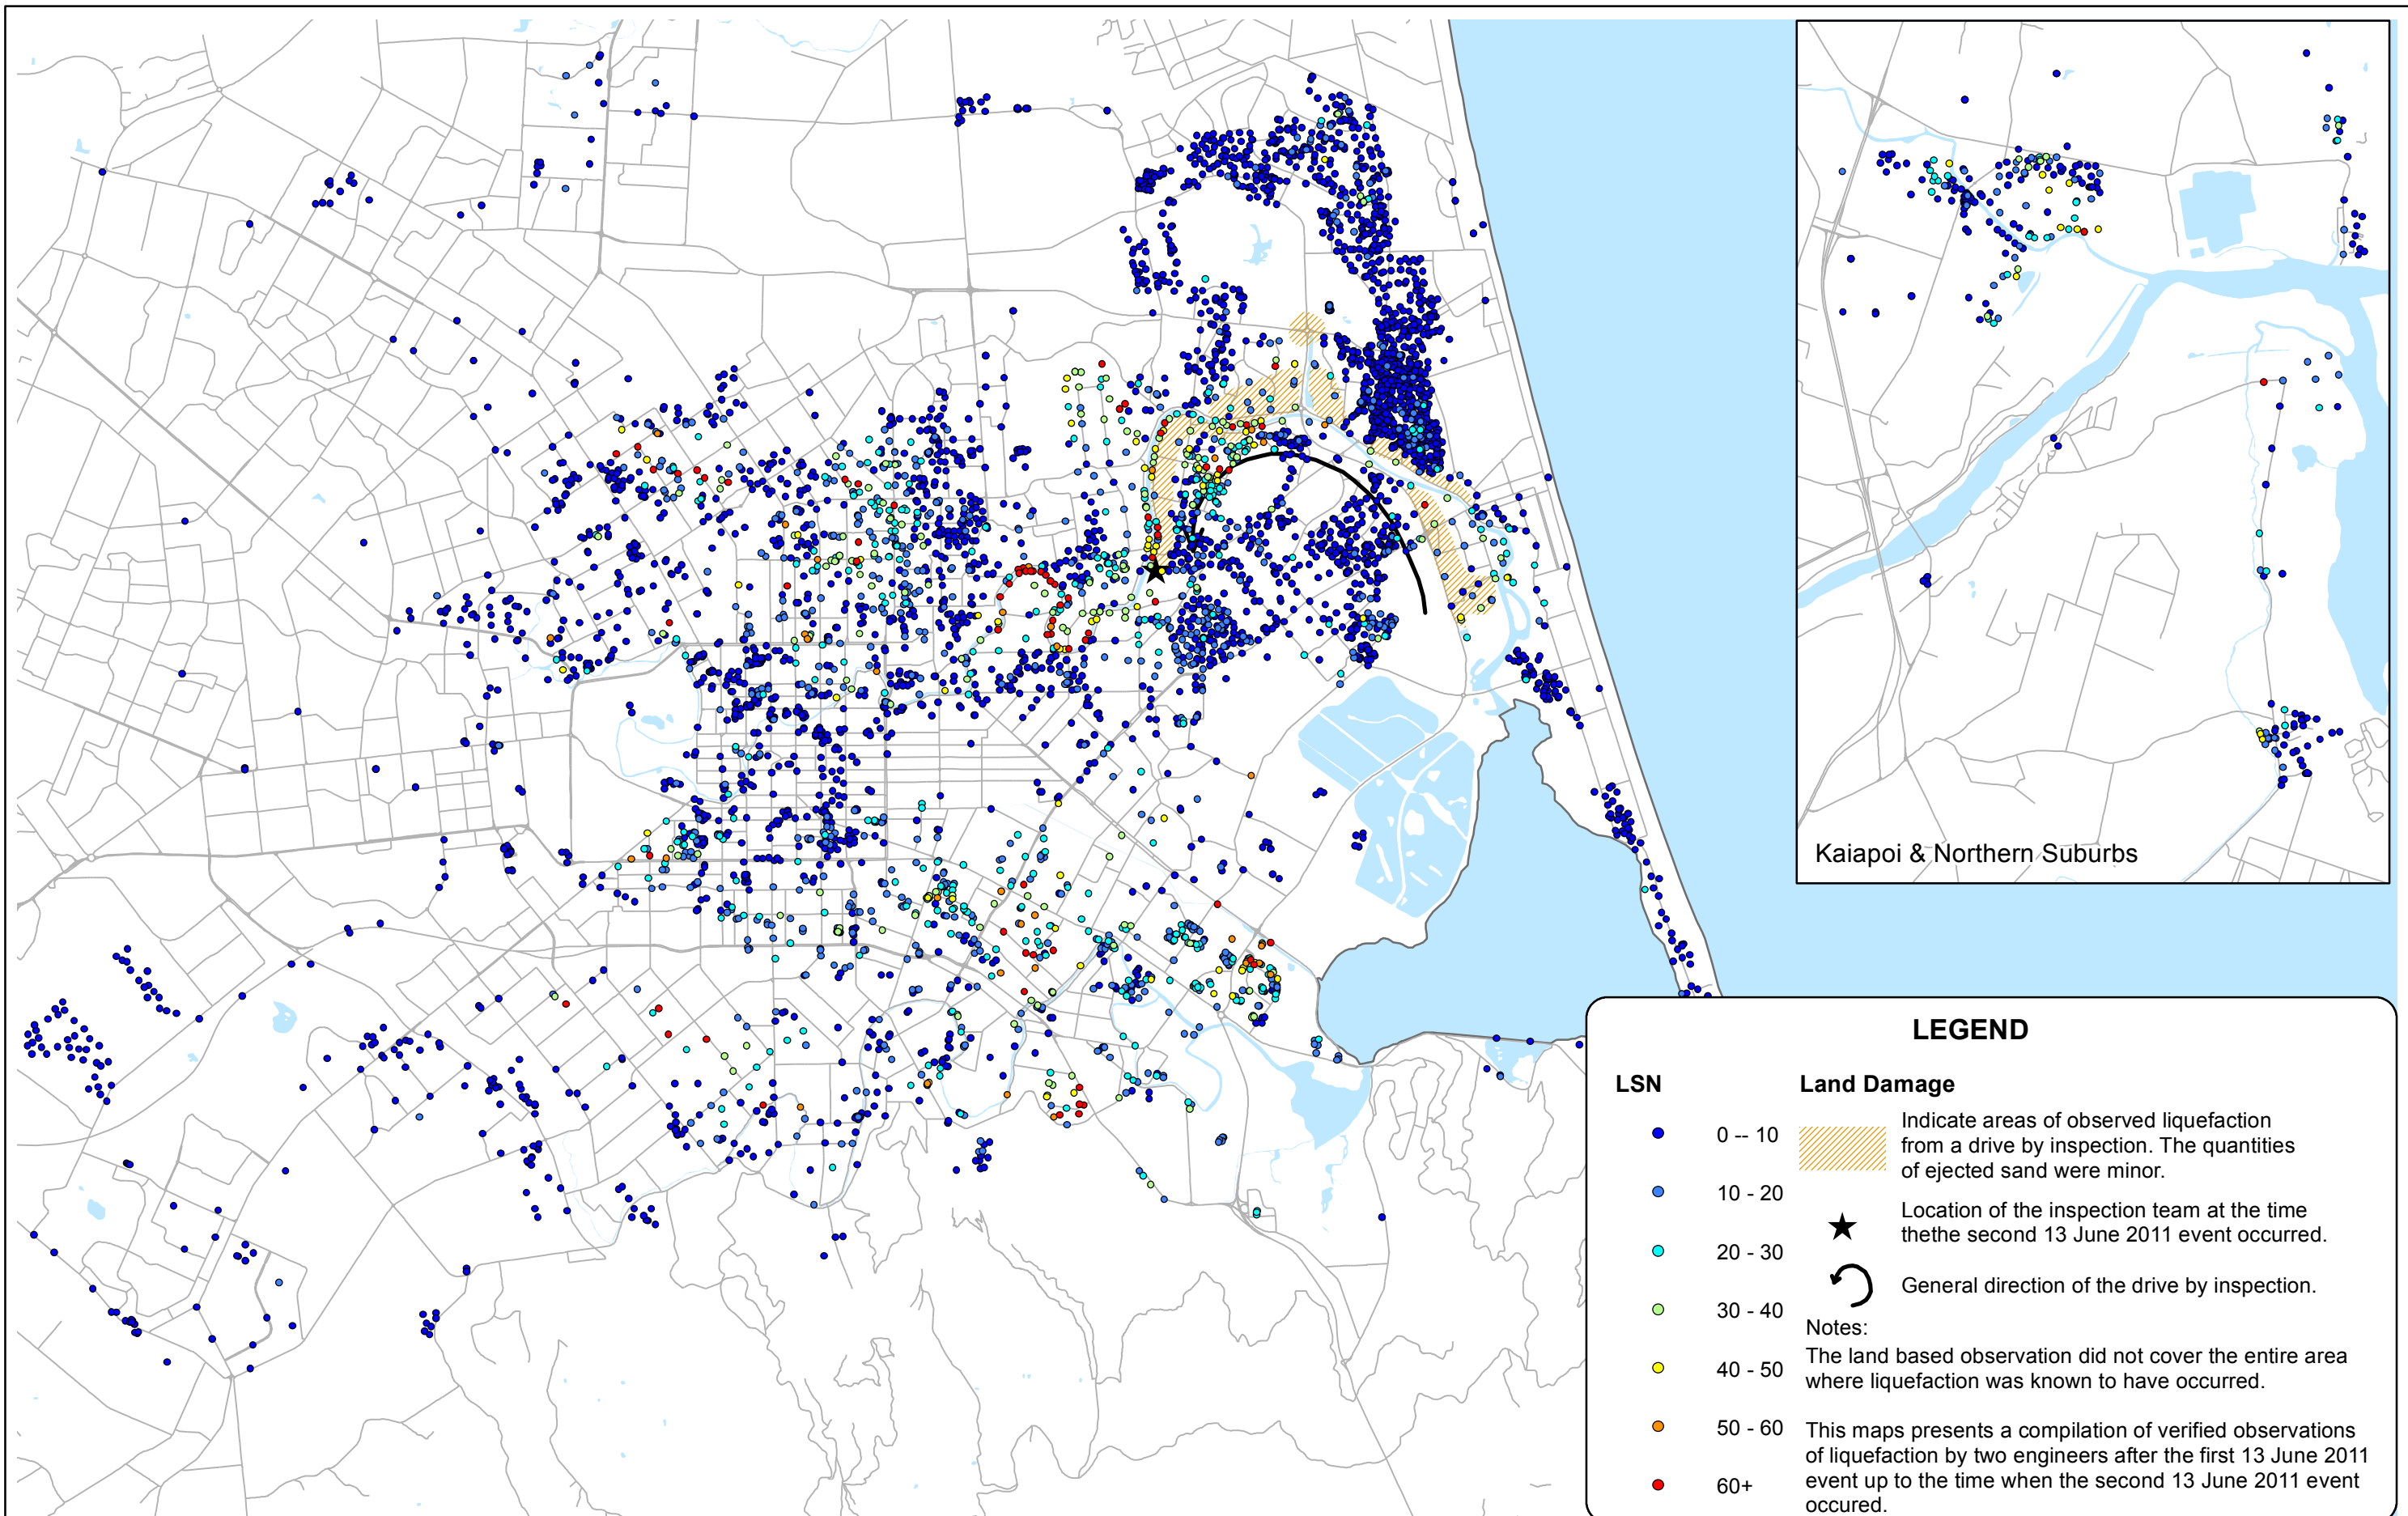 Kaiapoi & Northern Suburbs
LEGEND
LSN
0 -- 10
10 - 20
20 - 30
30 - 40
40 - 50
50 - 60
60+
Land Damage
Indicate areas of observed liquefaction
from a drive by inspection. The quantities
of ejected sand were minor.
Location of the inspection team at the time
thethe second 13 June 2011 event occurred.
General direction of the drive by inspection.
Notes:
The land based observation did not cover the entire area
where liquefaction was known to have occurred.
This maps presents a compilation of verified observations
of liquefaction by two engineers after the first 13 June 2011
event up to the time when the second 13 June 2011 event
occured.